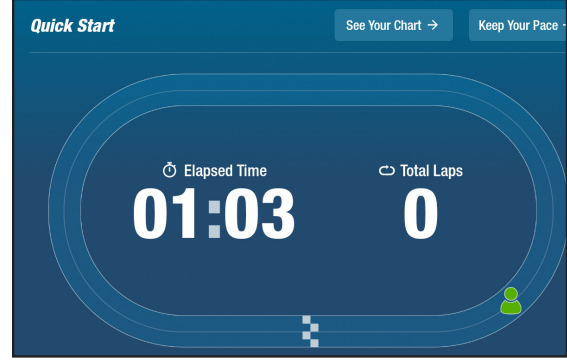 Quick Start
See Your Chart →
Keep Your Pace
Elapsed Time
01:03
Total Laps
0